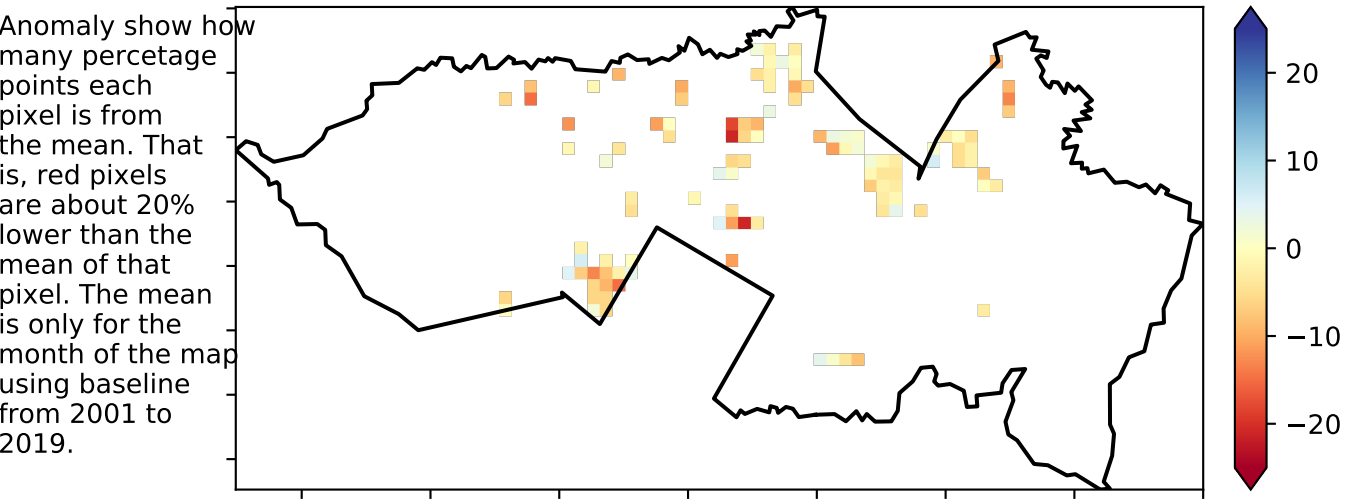 Anomaly show how
many percetage
points each
pixel is from
the mean. That
is, red pixels
are about 20%
lower than the
mean of that
pixel. The mean
is only for the
month of the map
using baseline
from 2001 to
2019.
20
10
0
−10
−20